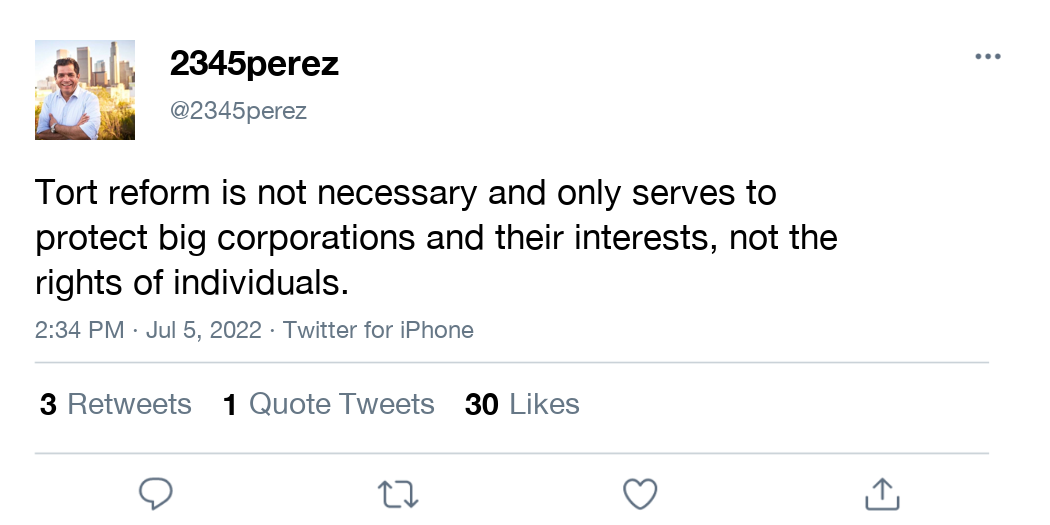 2345perez
@2345perez
Tort reform is not necessary and only serves to
protect big corporations and their interests, not the
rights of individuals.
2:34 PM · Jul 5, 2022 · Twitter for iPhone
3 Retweets 1 Quote Tweets 30 Likes